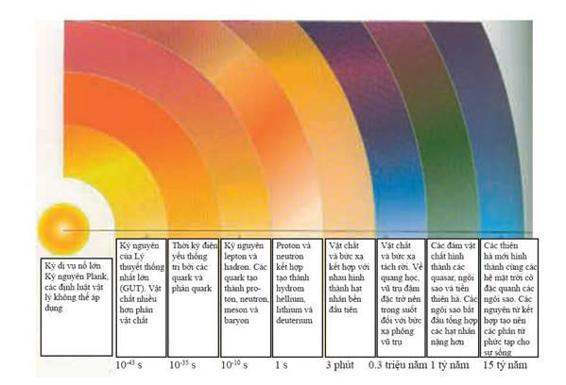 Kỳ dị vụ nổ lớn
Kỷ nguyên Plank,
các định luật vật
lý không thể áp
dụng
Kỷ nguyên
của Lý
thuyết thống
nhất lớn
(GUT). Vật
chất nhiều
hơn phản
vật chất
Thời kỳ điện
yếu thống
trị bởi các
quark và
phản quark
Kỷ nguyên
lepton và
hadron. Các
quark tạo
thành pro-
ton, neutron,
meson và
baryon
Proton và
neutron
kết hợp
tạo thành
hydrom
hellium,
lithium và
deuterium
Vật chất
và bức xạ
kết hợp với
nhau hình
thành hạt
nhân bền
đầu tiên
Vật chất
và bức xạ
tách rời. Về
quang học,
vũ trụ đậm
đặc trở nên
trong suốt
đối với bức
xạ phông
vũ trụ
Các đám vật
chất hình
thành các
quasar, ngôi
sao và tiền
thiên hà. Các
ngôi sao bắt
đầu tổng hợp
các hạt nhân
nặng hơn
Các thiên
hà mới hình
thành cùng các
hệ mặt trời cô
đặc quanh các
ngôi sao. Các
nguyên tử kết
hợp tạo nên
các phân tử
phức tạp cho
sự sống
10⁻⁴³ s 10⁻³⁵ s 10⁻¹⁰ s 1 s 3 phút 0.3 triệu năm 1 tỷ năm 15 tỷ năm